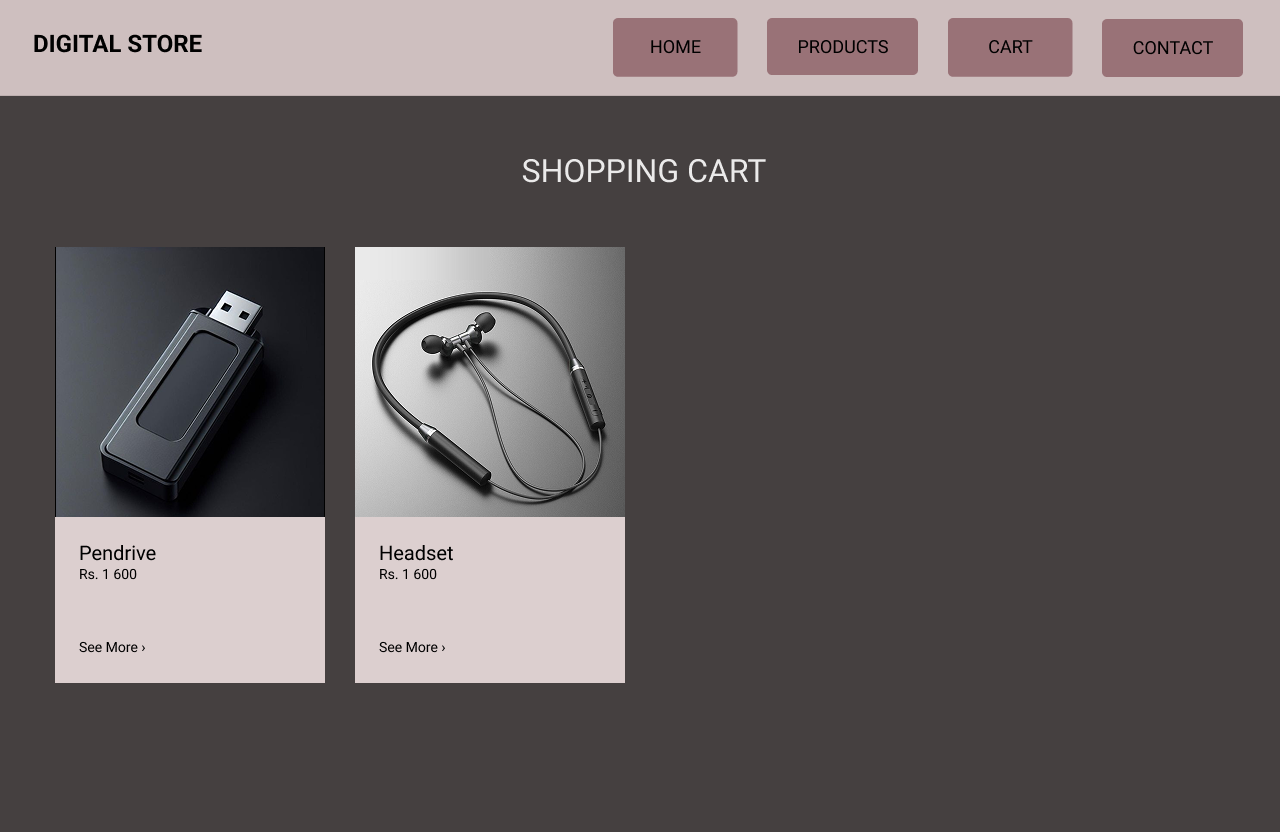 DIGITAL STORE
HOME
PRODUCTS
CART
CONTACT
SHOPPING CART
Pendrive
Rs. 1 600
See More ›
Headset
Rs. 1 600
See More ›